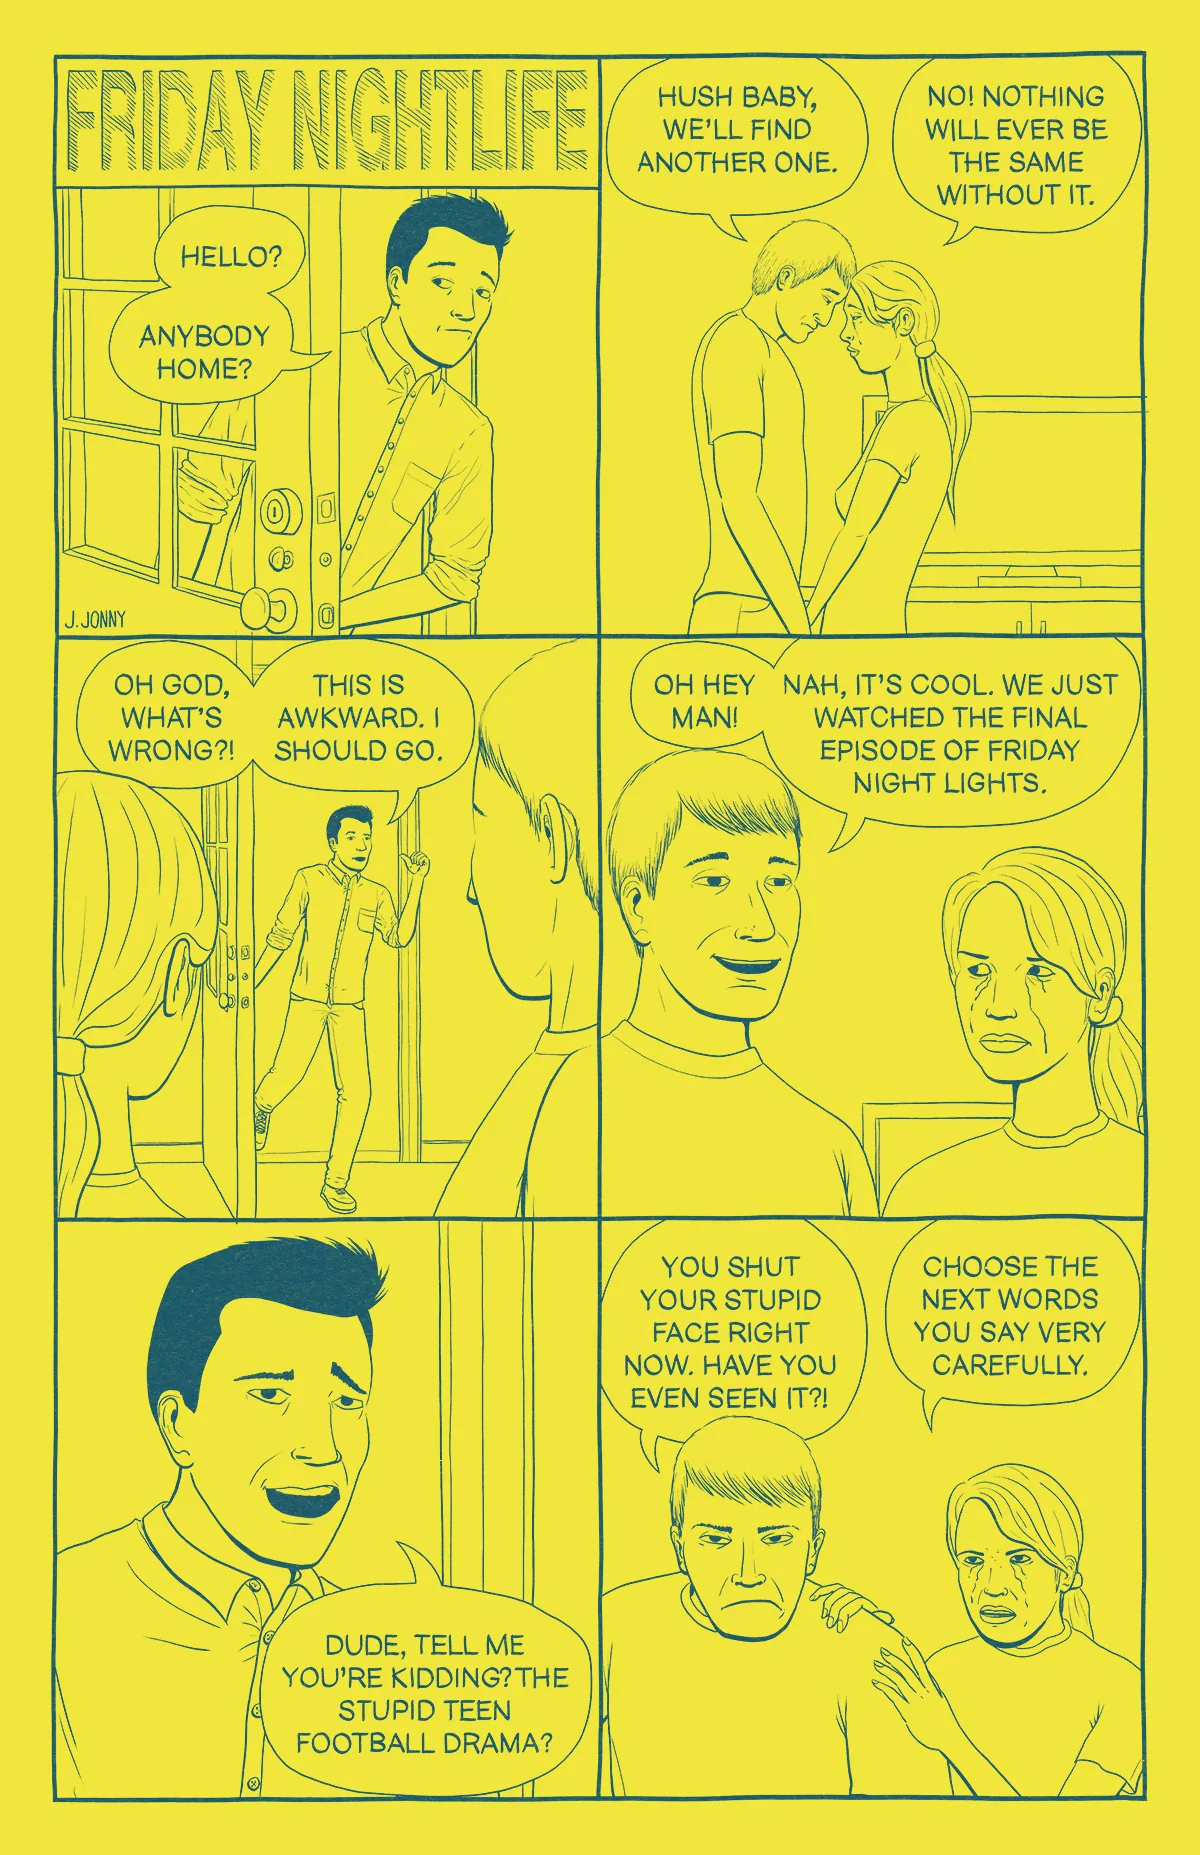 FRIDAY NIGHTLIFE
HELLO?
ANYBODY
HOME?
J. JONNY
HUSH BABY,
WE'LL FIND
ANOTHER ONE.
NO! NOTHING
WILL EVER BE
THE SAME
WITHOUT IT.
OH GOD,
WHAT'S
WRONG?!
THIS IS
AWKWARD. I
SHOULD GO.
OH HEY
MAN!
NAH, IT'S COOL. WE JUST
WATCHED THE FINAL
EPISODE OF FRIDAY
NIGHT LIGHTS.
DUDE, TELL ME
YOU'RE KIDDING? THE
STUPID TEEN
FOOTBALL DRAMA?
YOU SHUT
YOUR STUPID
FACE RIGHT
NOW. HAVE YOU
EVEN SEEN IT?!
CHOOSE THE
NEXT WORDS
YOU SAY VERY
CAREFULLY.